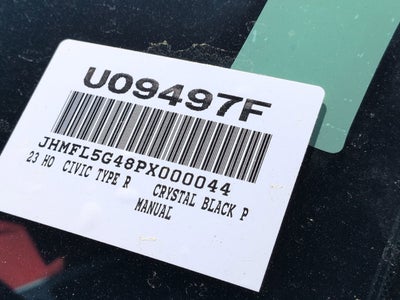 U09497F
JHMFL5G48PX000044
23 HO CIVIC TYPE R CRYSTAL BLACK P
MANUAL